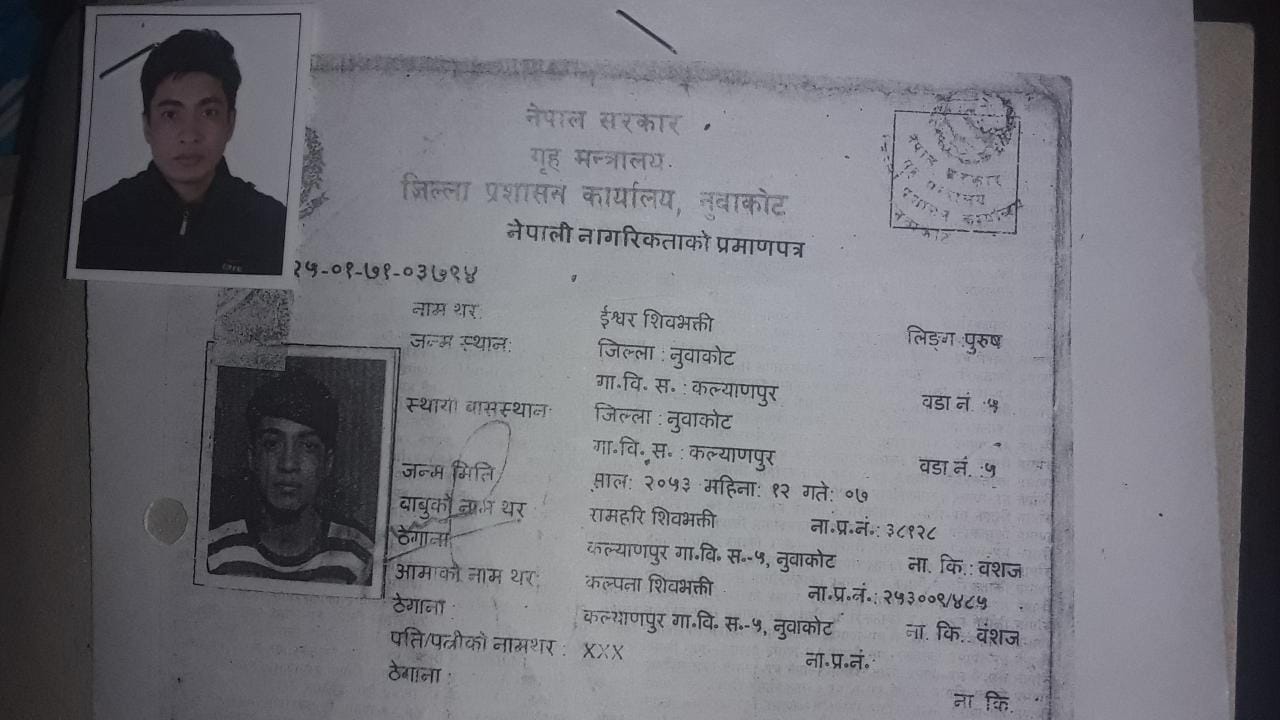 नेपाल सरकार
गृह मन्त्रालय
जिल्ला प्रशासन कार्यालय, नुवाकोट
नेपाली नागरिकताको प्रमाणपत्र
नेपाल सरकार
२५-०१-७१-०३७१४
नाम थर: ईश्वर शिवभक्ती लिङ्ग :पुरुष
जन्म स्थान: जिल्ला : नुवाकोट
गा.वि. स. : कल्याणपुर वडा नं :५
स्थायी बासस्थान: जिल्ला : नुवाकोट
गा.वि. स. : कल्याणपुर वडा नं. :५
जन्म मिति साल: २०५३ महिना: १२ गते: ०७
बाबुको नाम थर: रामहरि शिवभक्ती ना.प्र.नं.: ३८१२८
ठेगाना कल्याणपुर गा.वि. स.-५, नुवाकोट ना. कि.: वंशज
आमाको नाम थर: कल्पना शिवभक्ती ना.प्र.नं.: २५३००९/४८५
ठेगाना : कल्याणपुर गा.वि. स.-५, नुवाकोट ना. कि.: वंशज
पति/पत्नीको नामथर : XXX ना.प्र.नं.:
ठेगाना :
ना कि.